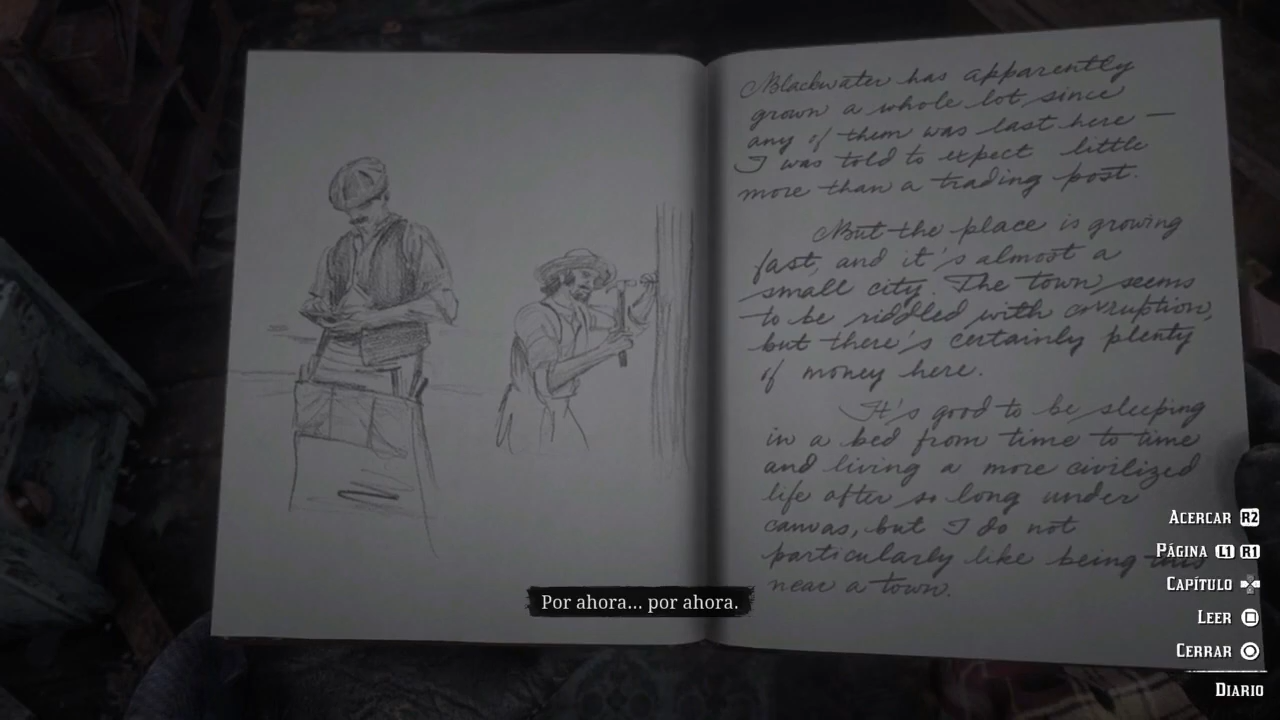 Blackwater has apparently
grown a whole lot since
any of them was last here —
I was told to expect little
more than a trading post.
But the place is growing
fast, and it's almost a
small city. The town seems
to be riddled with corruption,
but there's certainly plenty
of money here.
It's good to be sleeping
in a bed from time to time
and living a more civilized
life after so long under
canvas, but I do not
particularly like being this
near a town.
Por ahora... por ahora.
ACERCAR R2
PÁGINA L1 R1
CAPÍTULO
LEER
CERRAR
DIARIO